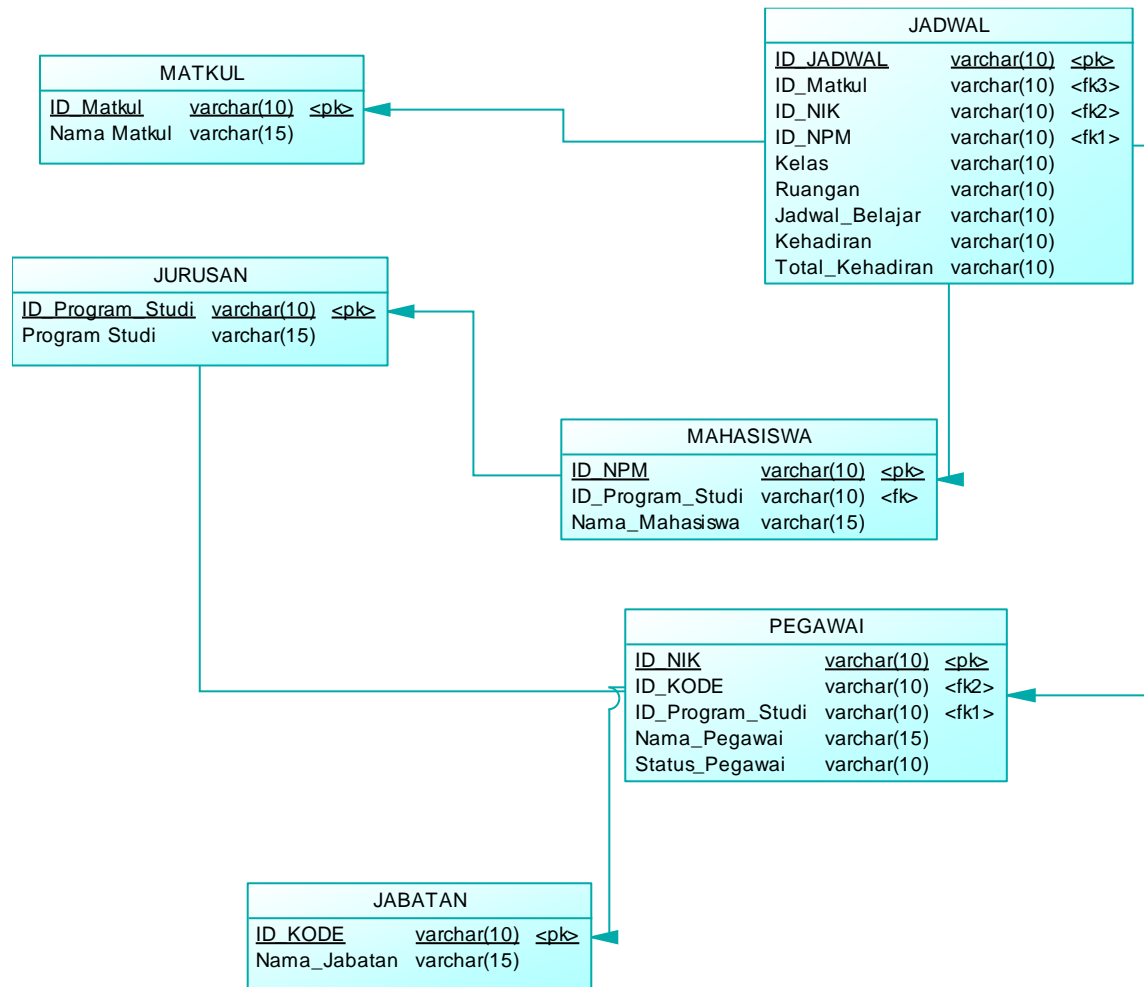 MATKUL
ID_Matkul varchar(10) <pk>
Nama Matkul varchar(15)
JADWAL
ID_JADWAL varchar(10) <pk>
ID_Matkul varchar(10) <fk3>
ID_NIK varchar(10) <fk2>
ID_NPM varchar(10) <fk1>
Kelas varchar(10)
Ruangan varchar(10)
Jadwal_Belajar varchar(10)
Kehadiran varchar(10)
Total_Kehadiran varchar(10)
JURUSAN
ID_Program_Studi varchar(10) <pk>
Program Studi varchar(15)
MAHASISWA
ID_NPM varchar(10) <pk>
ID_Program_Studi varchar(10) <fk>
Nama_Mahasiswa varchar(15)
PEGAWAI
ID_NIK varchar(10) <pk>
ID_KODE varchar(10) <fk2>
ID_Program_Studi varchar(10) <fk1>
Nama_Pegawai varchar(15)
Status_Pegawai varchar(10)
JABATAN
ID_KODE varchar(10) <pk>
Nama_Jabatan varchar(15)